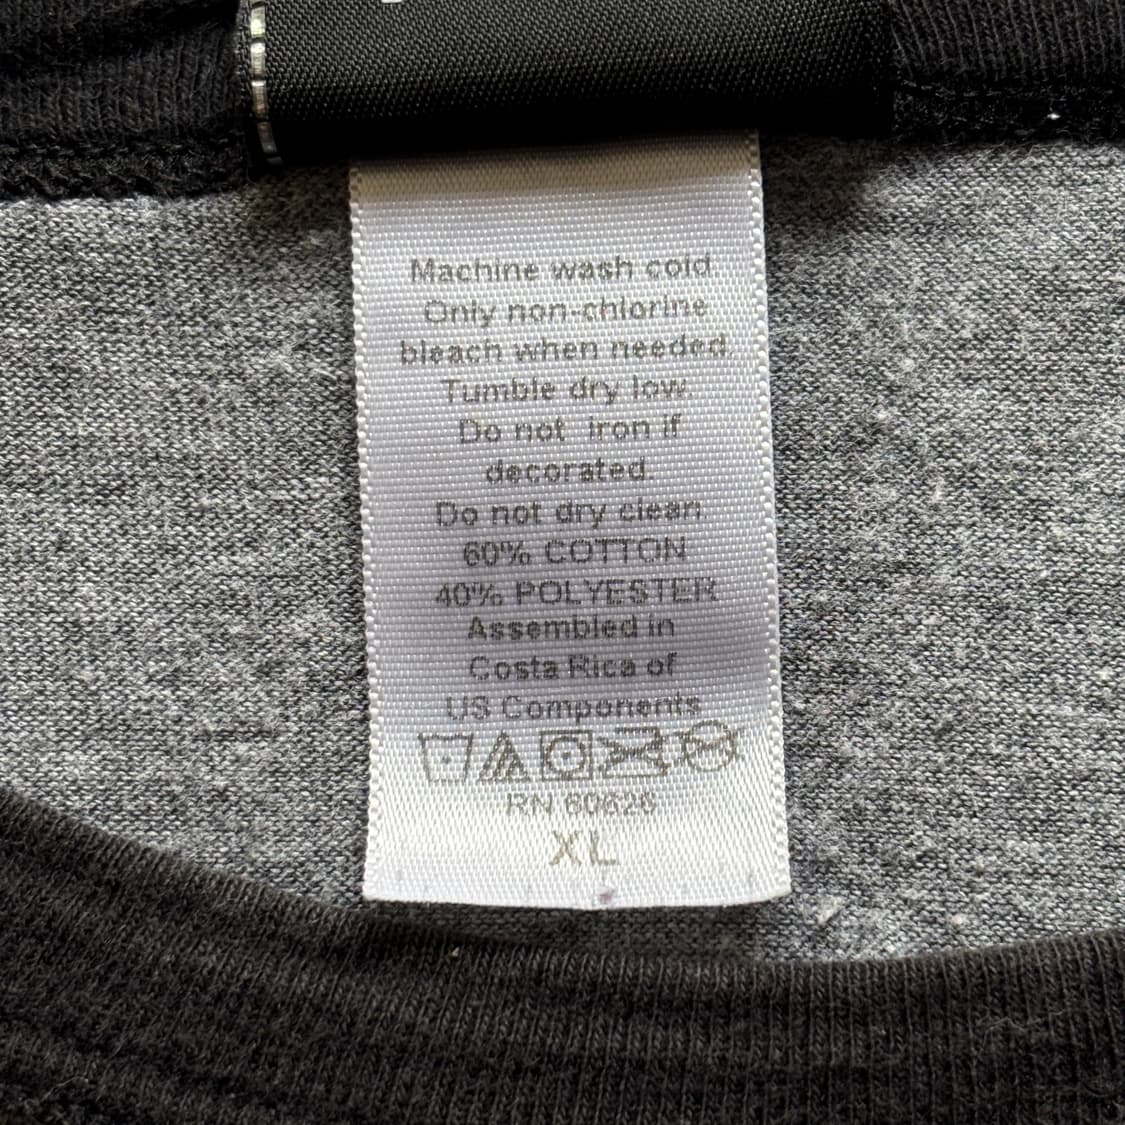 Machine wash cold.
Only non-chlorine
bleach when needed.
Tumble dry low.
Do not iron if
decorated
Do not dry clean
60% COTTON
40% POLYESTER
Assembled in
Costa Rica of
US Components
RN 60626
XL